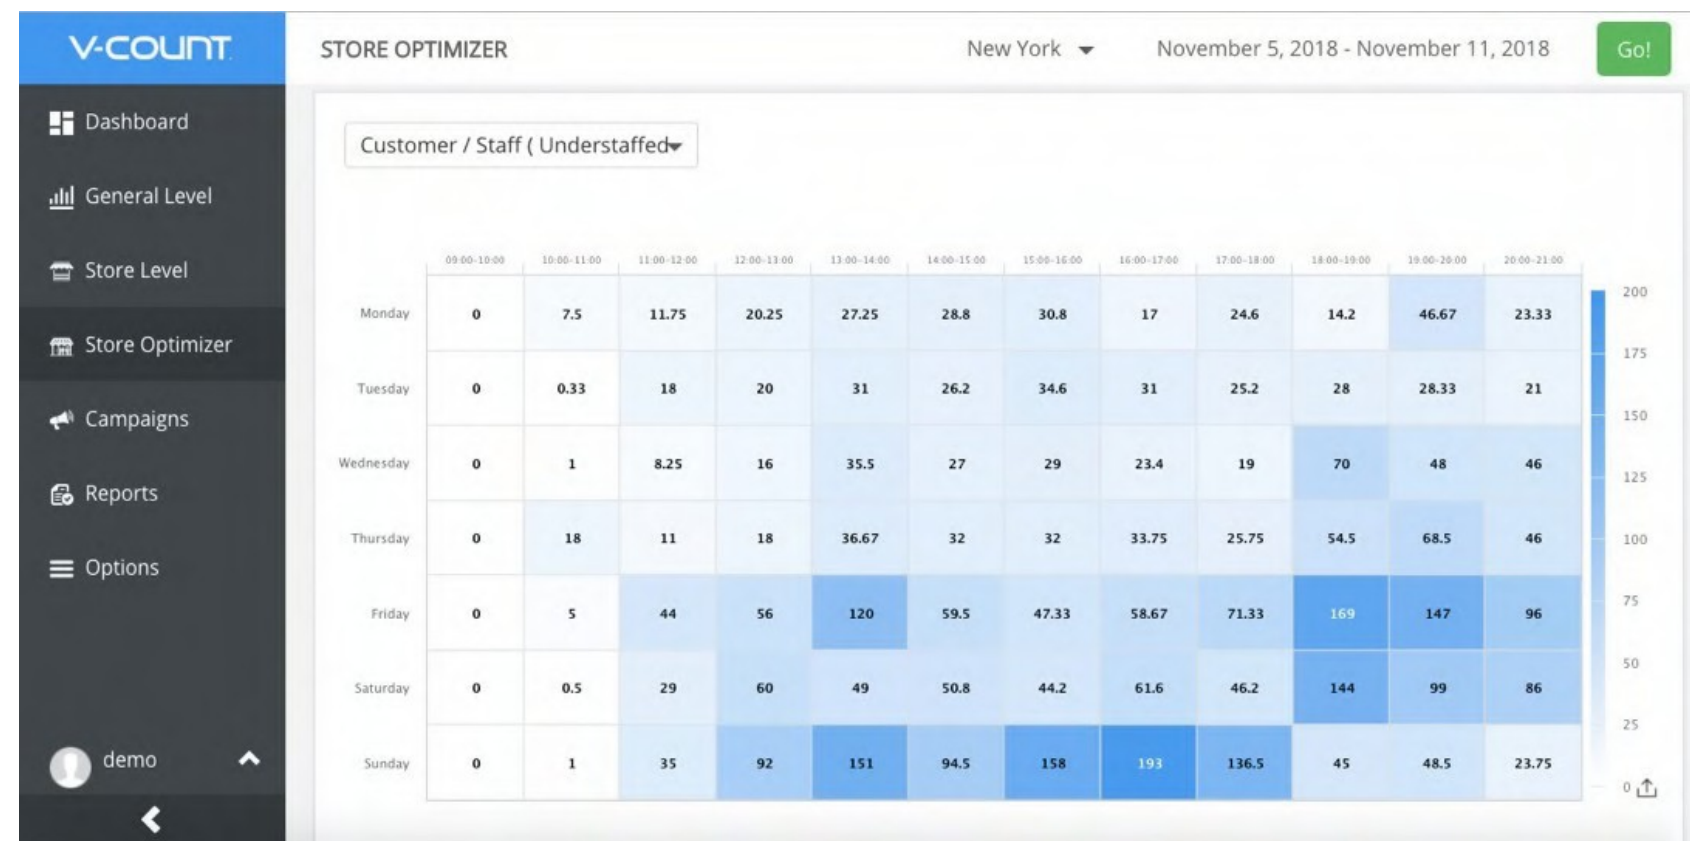 V-COUNT
STORE OPTIMIZER
New York
November 5, 2018 - November 11, 2018
Go!
Dashboard
General Level
Store Level
Store Optimizer
Campaigns
Reports
Options
demo
Customer / Staff ( Understaffed
09:00-10:00 10:00-11:00 11:00-12:00 12:00-13:00 13:00-14:00 14:00-15:00 15:00-16:00 16:00-17:00 17:00-18:00 18:00-19:00 19:00-20:00 20:00-21:00
Monday 0 7.5 11.75 20.25 27.25 28.8 30.8 17 24.6 14.2 46.67 23.33
Tuesday 0 0.33 18 20 31 26.2 34.6 31 25.2 28 28.33 21
Wednesday 0 1 8.25 16 35.5 27 29 23.4 19 70 48 46
Thursday 0 18 11 18 36.67 32 32 33.75 25.75 54.5 68.5 46
Friday 0 5 44 56 120 59.5 47.33 58.67 71.33 169 147 96
Saturday 0 0.5 29 60 49 50.8 44.2 61.6 46.2 144 99 86
Sunday 0 1 35 92 151 94.5 158 193 136.5 45 48.5 23.75
200
175
150
125
100
75
50
25
0